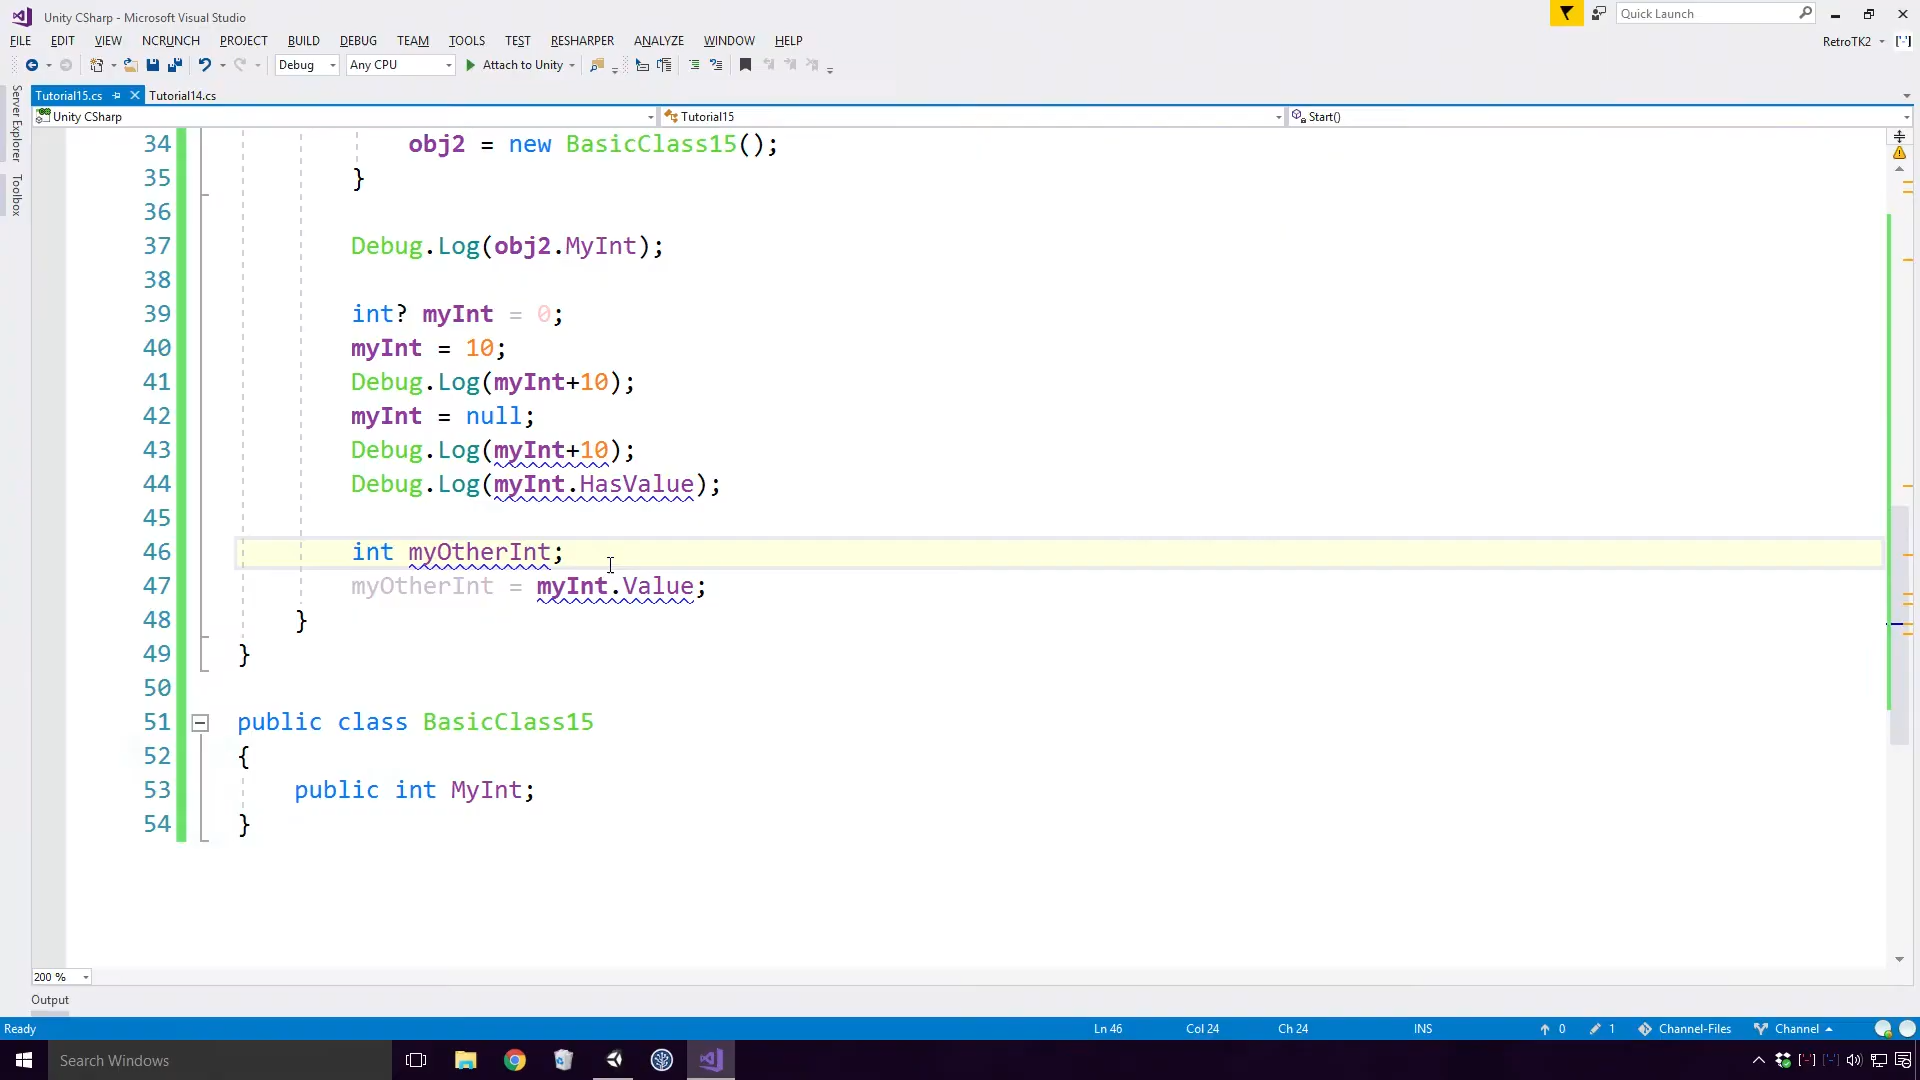 Unity CSharp - Microsoft Visual Studio
Quick Launch
FILE EDIT VIEW NCRUNCH PROJECT BUILD DEBUG TEAM TOOLS TEST RESHARPER ANALYZE WINDOW HELP
RetroTK2
Debug Any CPU Attach to Unity
Server Explorer
Toolbox
Tutorial15.cs Tutorial14.cs
Unity CSharp Tutorial15 Start()
34 obj2 = new BasicClass15();
35 }
36
37 Debug.Log(obj2.MyInt);
38
39 int? myInt = 0;
40 myInt = 10;
41 Debug.Log(myInt+10);
42 myInt = null;
43 Debug.Log(myInt+10);
44 Debug.Log(myInt.HasValue);
45
46 int myOtherInt;
47 myOtherInt = myInt.Value;
48 }
49 }
50
51 public class BasicClass15
52 {
53 public int MyInt;
54 }
200 %
Output
Ready Ln 46 Col 24 Ch 24 INS 0 1 Channel-Files Channel
Search Windows